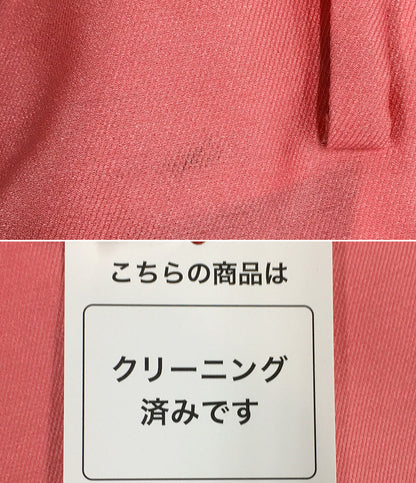 こちらの商品は
クリーニング
済みです